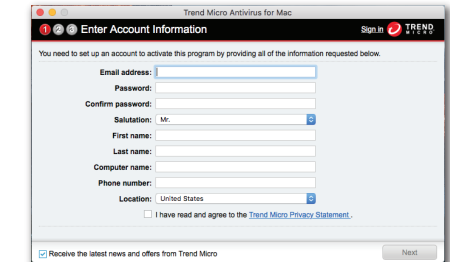 Trend Micro Antivirus for Mac
1 2 3 Enter Account Information
Sign in
TREND MICRO
You need to set up an account to activate this program by providing all of the information requested below.
Email address:
Password:
Confirm password:
Salutation: Mr.
First name:
Last name:
Computer name:
Phone number:
Location: United States
I have read and agree to the Trend Micro Privacy Statement .
Receive the latest news and offers from Trend Micro
Next